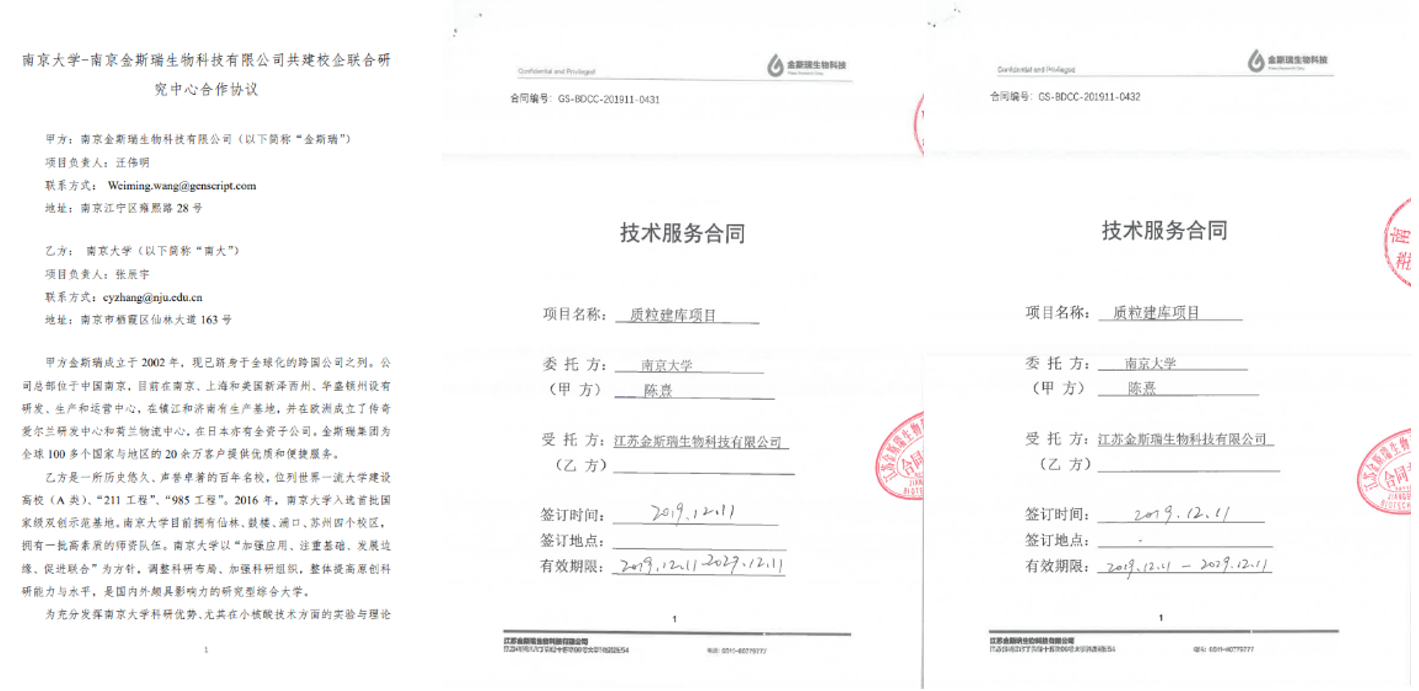 南京大学-南京金斯瑞生物科技有限公司共建校企联合研
究中心合作协议
甲方：南京金斯瑞生物科技有限公司（以下简称“金斯瑞”）
项目负责人：汪伟明
联系方式： Weiming.wang@genscript.com
地址：南京江宁区雍熙路 28 号
乙方： 南京大学（以下简称“南大”）
项目负责人：张辰宇
联系方式：cyzhang@nju.edu.cn
地址：南京市栖霞区仙林大道 163 号
甲方金斯瑞成立于 2002 年，现已跻身于全球化的跨国公司之列。公
司总部位于中国南京，目前在南京、上海和美国新泽西州、华盛顿州设有
研发、生产和运营中心，在镇江和济南有生产基地，并在欧洲成立了传奇
爱尔兰研发中心和荷兰物流中心，在日本亦有全资子公司。金斯瑞集团为
全球 100 多个国家与地区的 20 余万客户提供优质和便捷服务。
乙方是一所历史悠久、声誉卓著的百年名校，位列世界一流大学建设
高校（A 类）、“211 工程”、“985 工程”。2016 年，南京大学入选首批国
家级双创示范基地。南京大学目前拥有仙林、鼓楼、浦口、苏州四个校区，
拥有一批高素质的师资队伍。南京大学以“加强应用、注重基础、发展边
缘、促进联合”为方针，调整科研布局、加强科研组织，整体提高原创科
研能力与水平，是国内外颇具影响力的研究型综合大学。
为充分发挥南京大学科研优势、尤其在小核酸技术方面的实验与理论
1
Confidential and Privileged
金斯瑞生物科技
合同编号：GS-BDCC-201911-0431
技术服务合同
项目名称： 质粒建库项目
委 托 方： 南京大学
（甲 方） 陈熹
受 托 方：江苏金斯瑞生物科技有限公司
（乙 方）
签订时间： 2019.12.11
签订地点：
有效期限： 2019.12.11 2029.12.11
1
江苏金斯瑞生物科技有限公司
江苏金斯瑞生物
合同
Confidential and Privileged
金斯瑞生物科技
合同编号：GS-BDCC-201911-0432
技术服务合同
项目名称： 质粒建库项目
委 托 方： 南京大学
（甲 方） 陈熹
受 托 方：江苏金斯瑞生物科技有限公司
（乙 方）
签订时间： 2019.12.11
签订地点：
有效期限： 2019.12.11 - 2029.12.11
1
江苏金斯瑞生物科技有限公司
江苏金斯瑞生物
合同